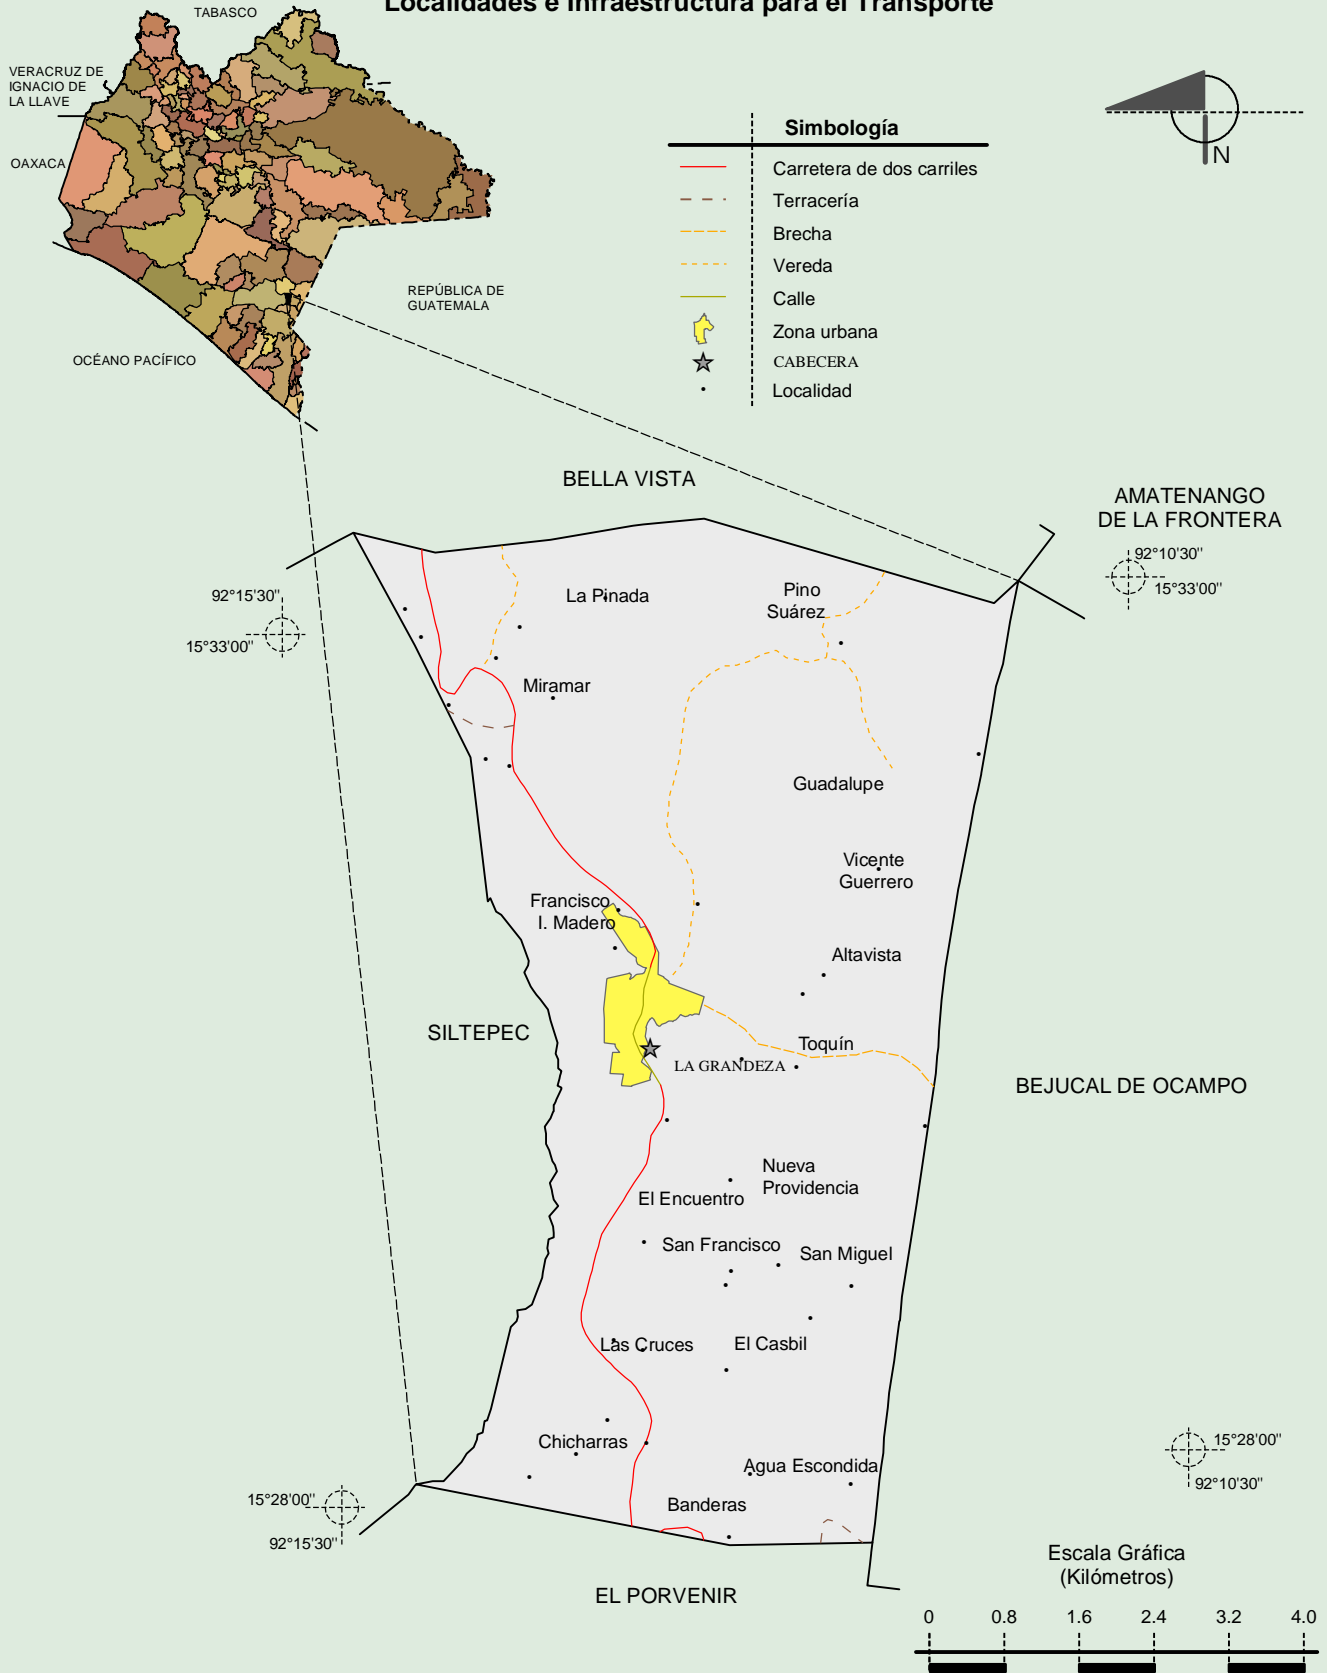 Localidades e Infraestructura para el Transporte
TABASCO
VERACRUZ DE
IGNACIO DE
LA LLAVE
OAXACA
REPÚBLICA DE
GUATEMALA
OCÉANO PACÍFICO
Simbología
Carretera de dos carriles
Terracería
Brecha
Vereda
Calle
Zona urbana
CABECERA
Localidad
N
BELLA VISTA
AMATENANGO
DE LA FRONTERA
92°10'30"
15°33'00"
92°15'30"
15°33'00"
La Pinada
Pino
Suárez
Miramar
Guadalupe
Vicente
Guerrero
Francisco
I. Madero
Altavista
SILTEPEC
Toquín
LA GRANDEZA
BEJUCAL DE OCAMPO
Nueva
Providencia
El Encuentro
San Francisco
San Miguel
Las Cruces
El Casbil
Chicharras
Agua Escondida
Banderas
15°28'00"
92°10'30"
15°28'00"
92°15'30"
EL PORVENIR
Escala Gráfica
(Kilómetros)
0 0.8 1.6 2.4 3.2 4.0